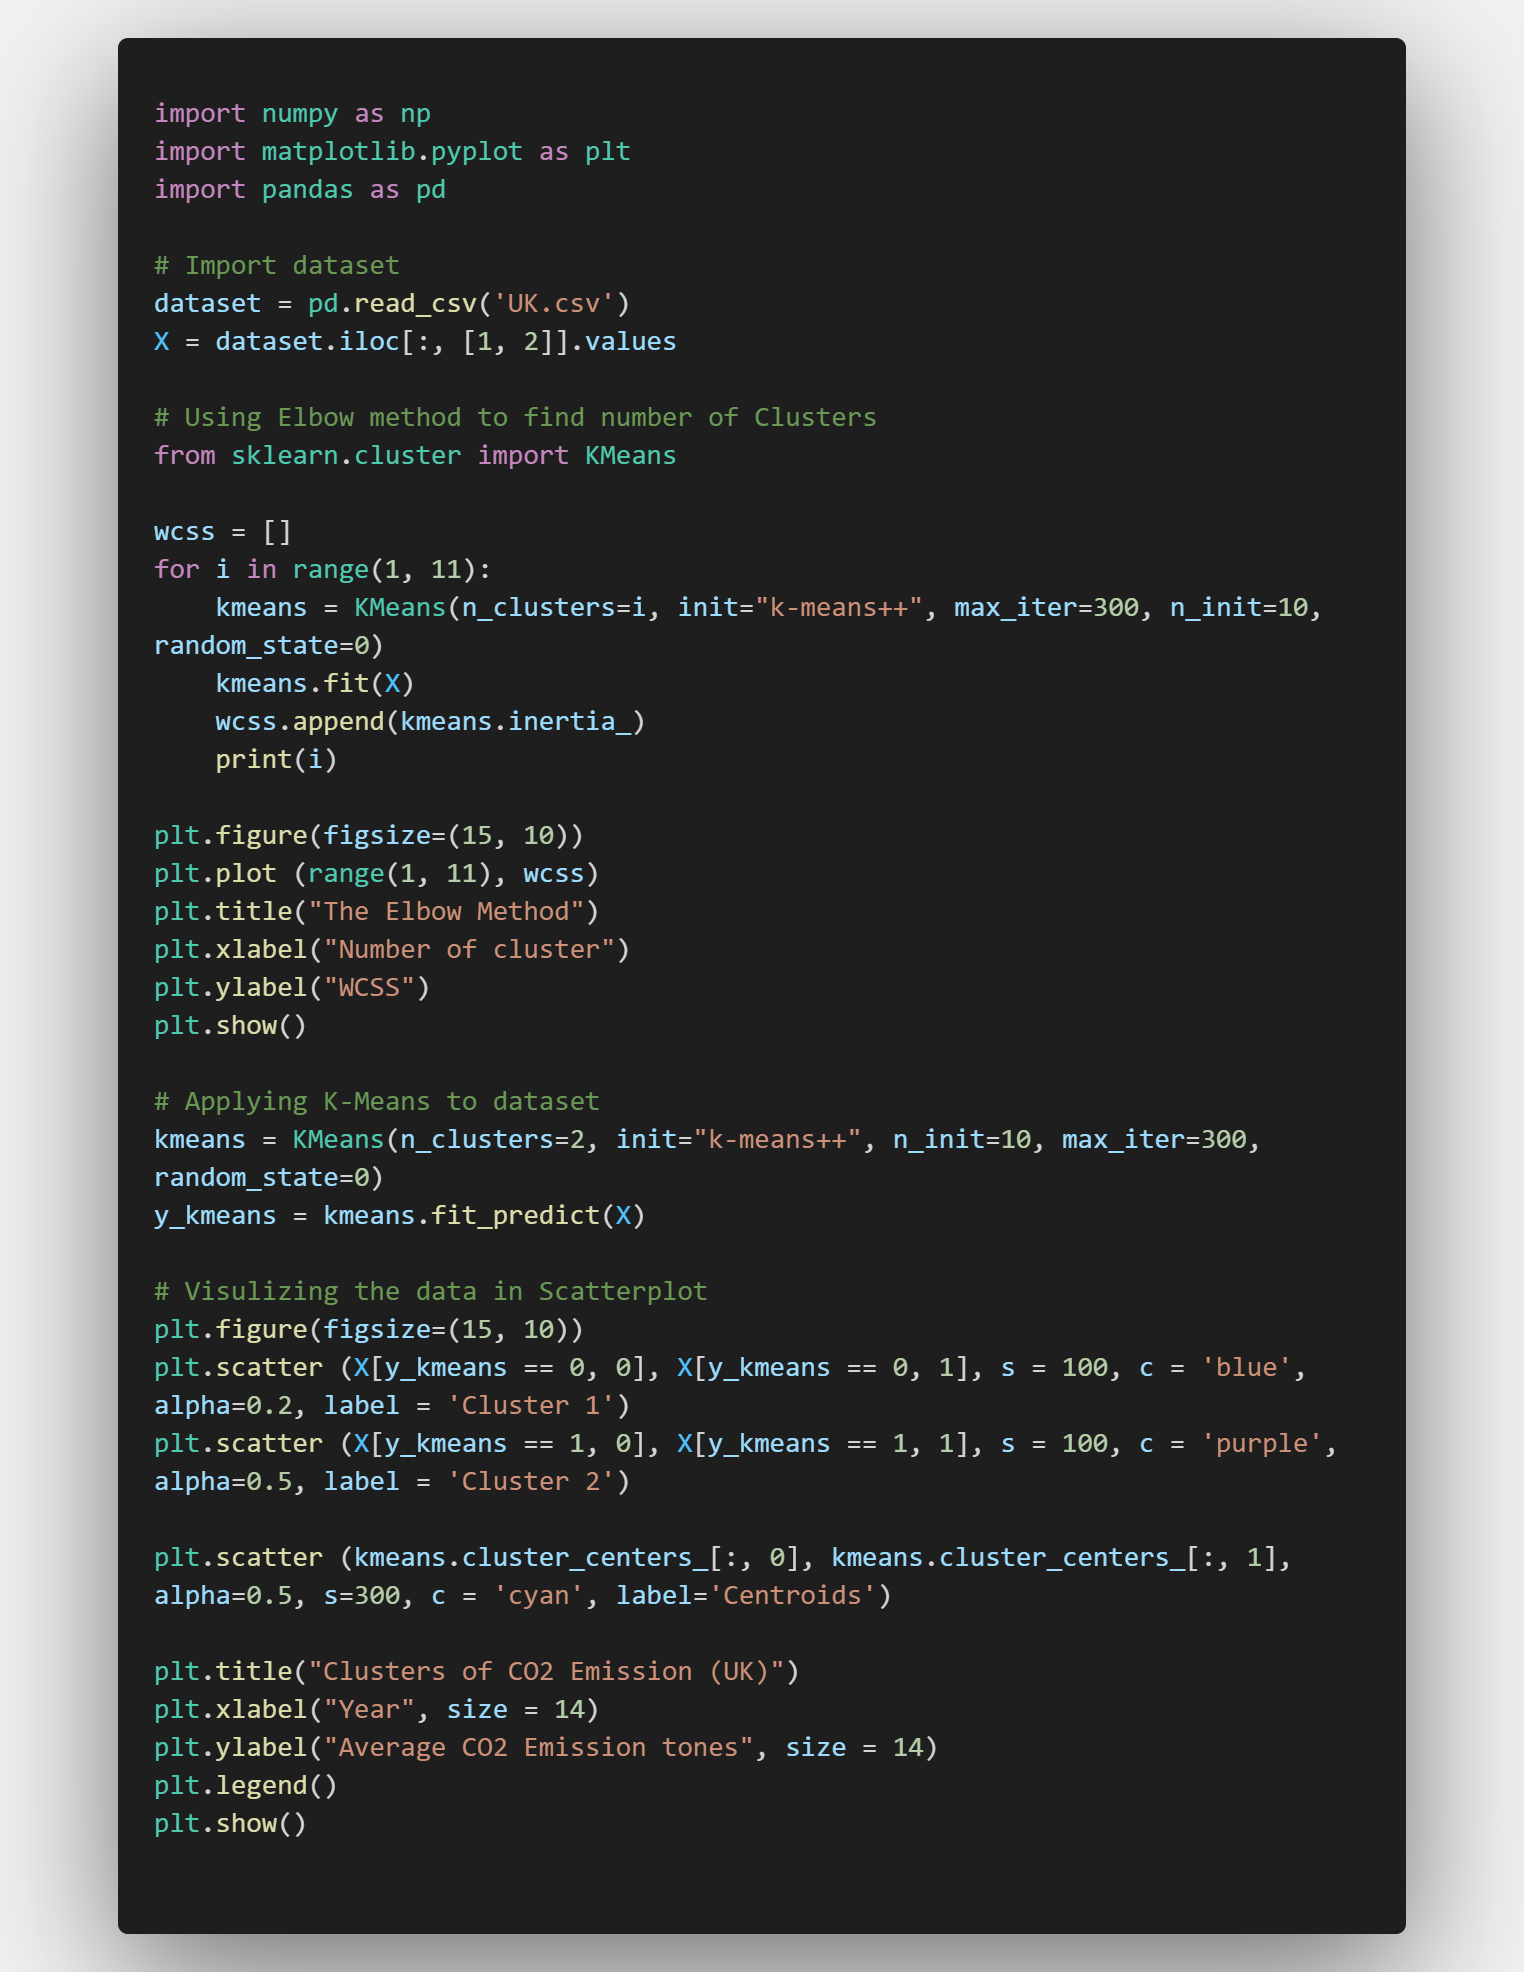 import numpy as np
import matplotlib.pyplot as plt
import pandas as pd

# Import dataset
dataset = pd.read_csv('UK.csv')
X = dataset.iloc[:, [1, 2]].values

# Using Elbow method to find number of Clusters
from sklearn.cluster import KMeans

wcss = []
for i in range(1, 11):
    kmeans = KMeans(n_clusters=i, init="k-means++", max_iter=300, n_init=10,
random_state=0)
    kmeans.fit(X)
    wcss.append(kmeans.inertia_)
    print(i)

plt.figure(figsize=(15, 10))
plt.plot (range(1, 11), wcss)
plt.title("The Elbow Method")
plt.xlabel("Number of cluster")
plt.ylabel("WCSS")
plt.show()

# Applying K-Means to dataset
kmeans = KMeans(n_clusters=2, init="k-means++", n_init=10, max_iter=300,
random_state=0)
y_kmeans = kmeans.fit_predict(X)

# Visulizing the data in Scatterplot
plt.figure(figsize=(15, 10))
plt.scatter (X[y_kmeans == 0, 0], X[y_kmeans == 0, 1], s = 100, c = 'blue',
alpha=0.2, label = 'Cluster 1')
plt.scatter (X[y_kmeans == 1, 0], X[y_kmeans == 1, 1], s = 100, c = 'purple',
alpha=0.5, label = 'Cluster 2')

plt.scatter (kmeans.cluster_centers_[:, 0], kmeans.cluster_centers_[:, 1],
alpha=0.5, s=300, c = 'cyan', label='Centroids')

plt.title("Clusters of CO2 Emission (UK)")
plt.xlabel("Year", size = 14)
plt.ylabel("Average CO2 Emission tones", size = 14)
plt.legend()
plt.show()